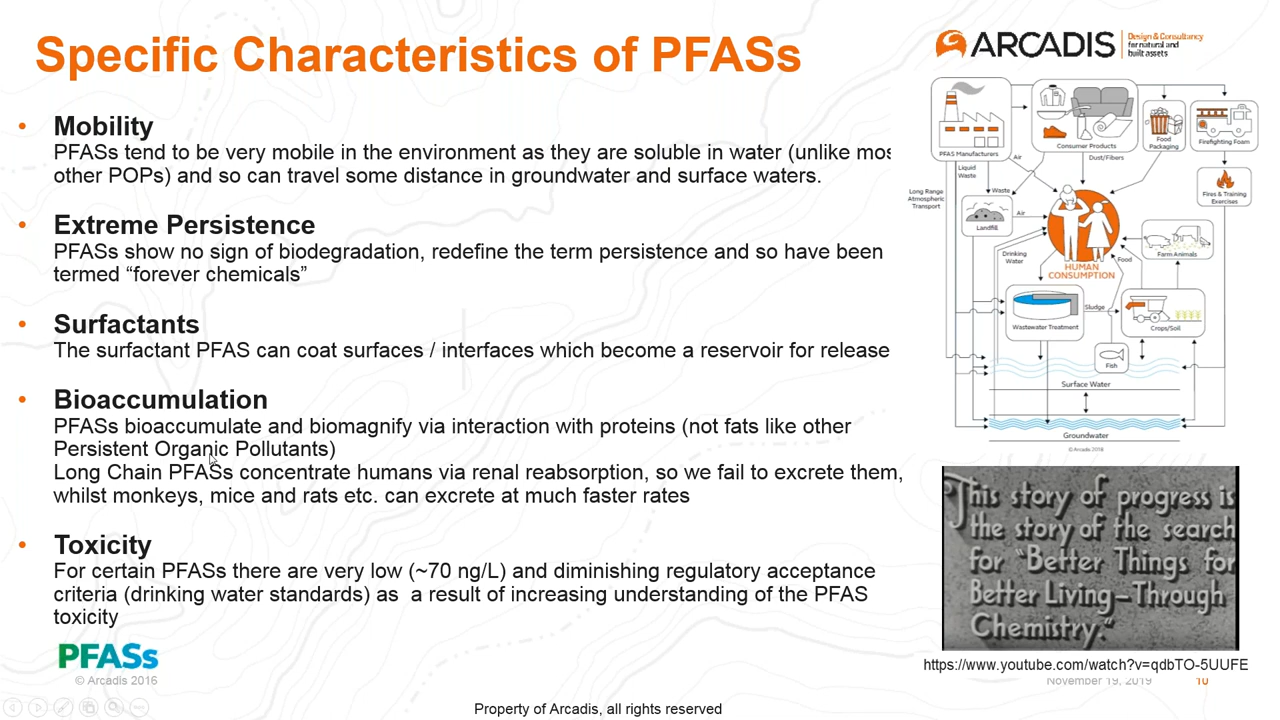 Specific Characteristics of PFASs
ARCADIS
Design & Consultancy
for natural and
built assets
• Mobility
PFASs tend to be very mobile in the environment as they are soluble in water (unlike mos
other POPs) and so can travel some distance in groundwater and surface waters.
• Extreme Persistence
PFASs show no sign of biodegradation, redefine the term persistence and so have been
termed “forever chemicals”
• Surfactants
The surfactant PFAS can coat surfaces / interfaces which become a reservoir for release
• Bioaccumulation
PFASs bioaccumulate and biomagnify via interaction with proteins (not fats like other
Persistent Organic Pollutants)
Long Chain PFASs concentrate humans via renal reabsorption, so we fail to excrete them,
whilst monkeys, mice and rats etc. can excrete at much faster rates
• Toxicity
For certain PFASs there are very low (~70 ng/L) and diminishing regulatory acceptance
criteria (drinking water standards) as a result of increasing understanding of the PFAS
toxicity
PFAS Manufacturers
Consumer Products
Food
Packaging
Firefighting Foam
Air
Dust/Fibers
Liquid
Waste
Waste
Long Range
Atmospheric
Transport
Fires & Training
Exercises
Landfill
Air
HUMAN
CONSUMPTION
Drinking
Water
Food
Farm Animals
Wastewater Treatment
Sludge
Crops/Soil
Fish
Surface Water
Groundwater
© Arcadis 2016
This story of progress is
the story of the search
for "Better Things for
Better Living—Through
Chemistry."
https://www.youtube.com/watch?v=qdbTO-5UUFE
PFASs
© Arcadis 2016
November 19, 2019
10
Property of Arcadis, all rights reserved